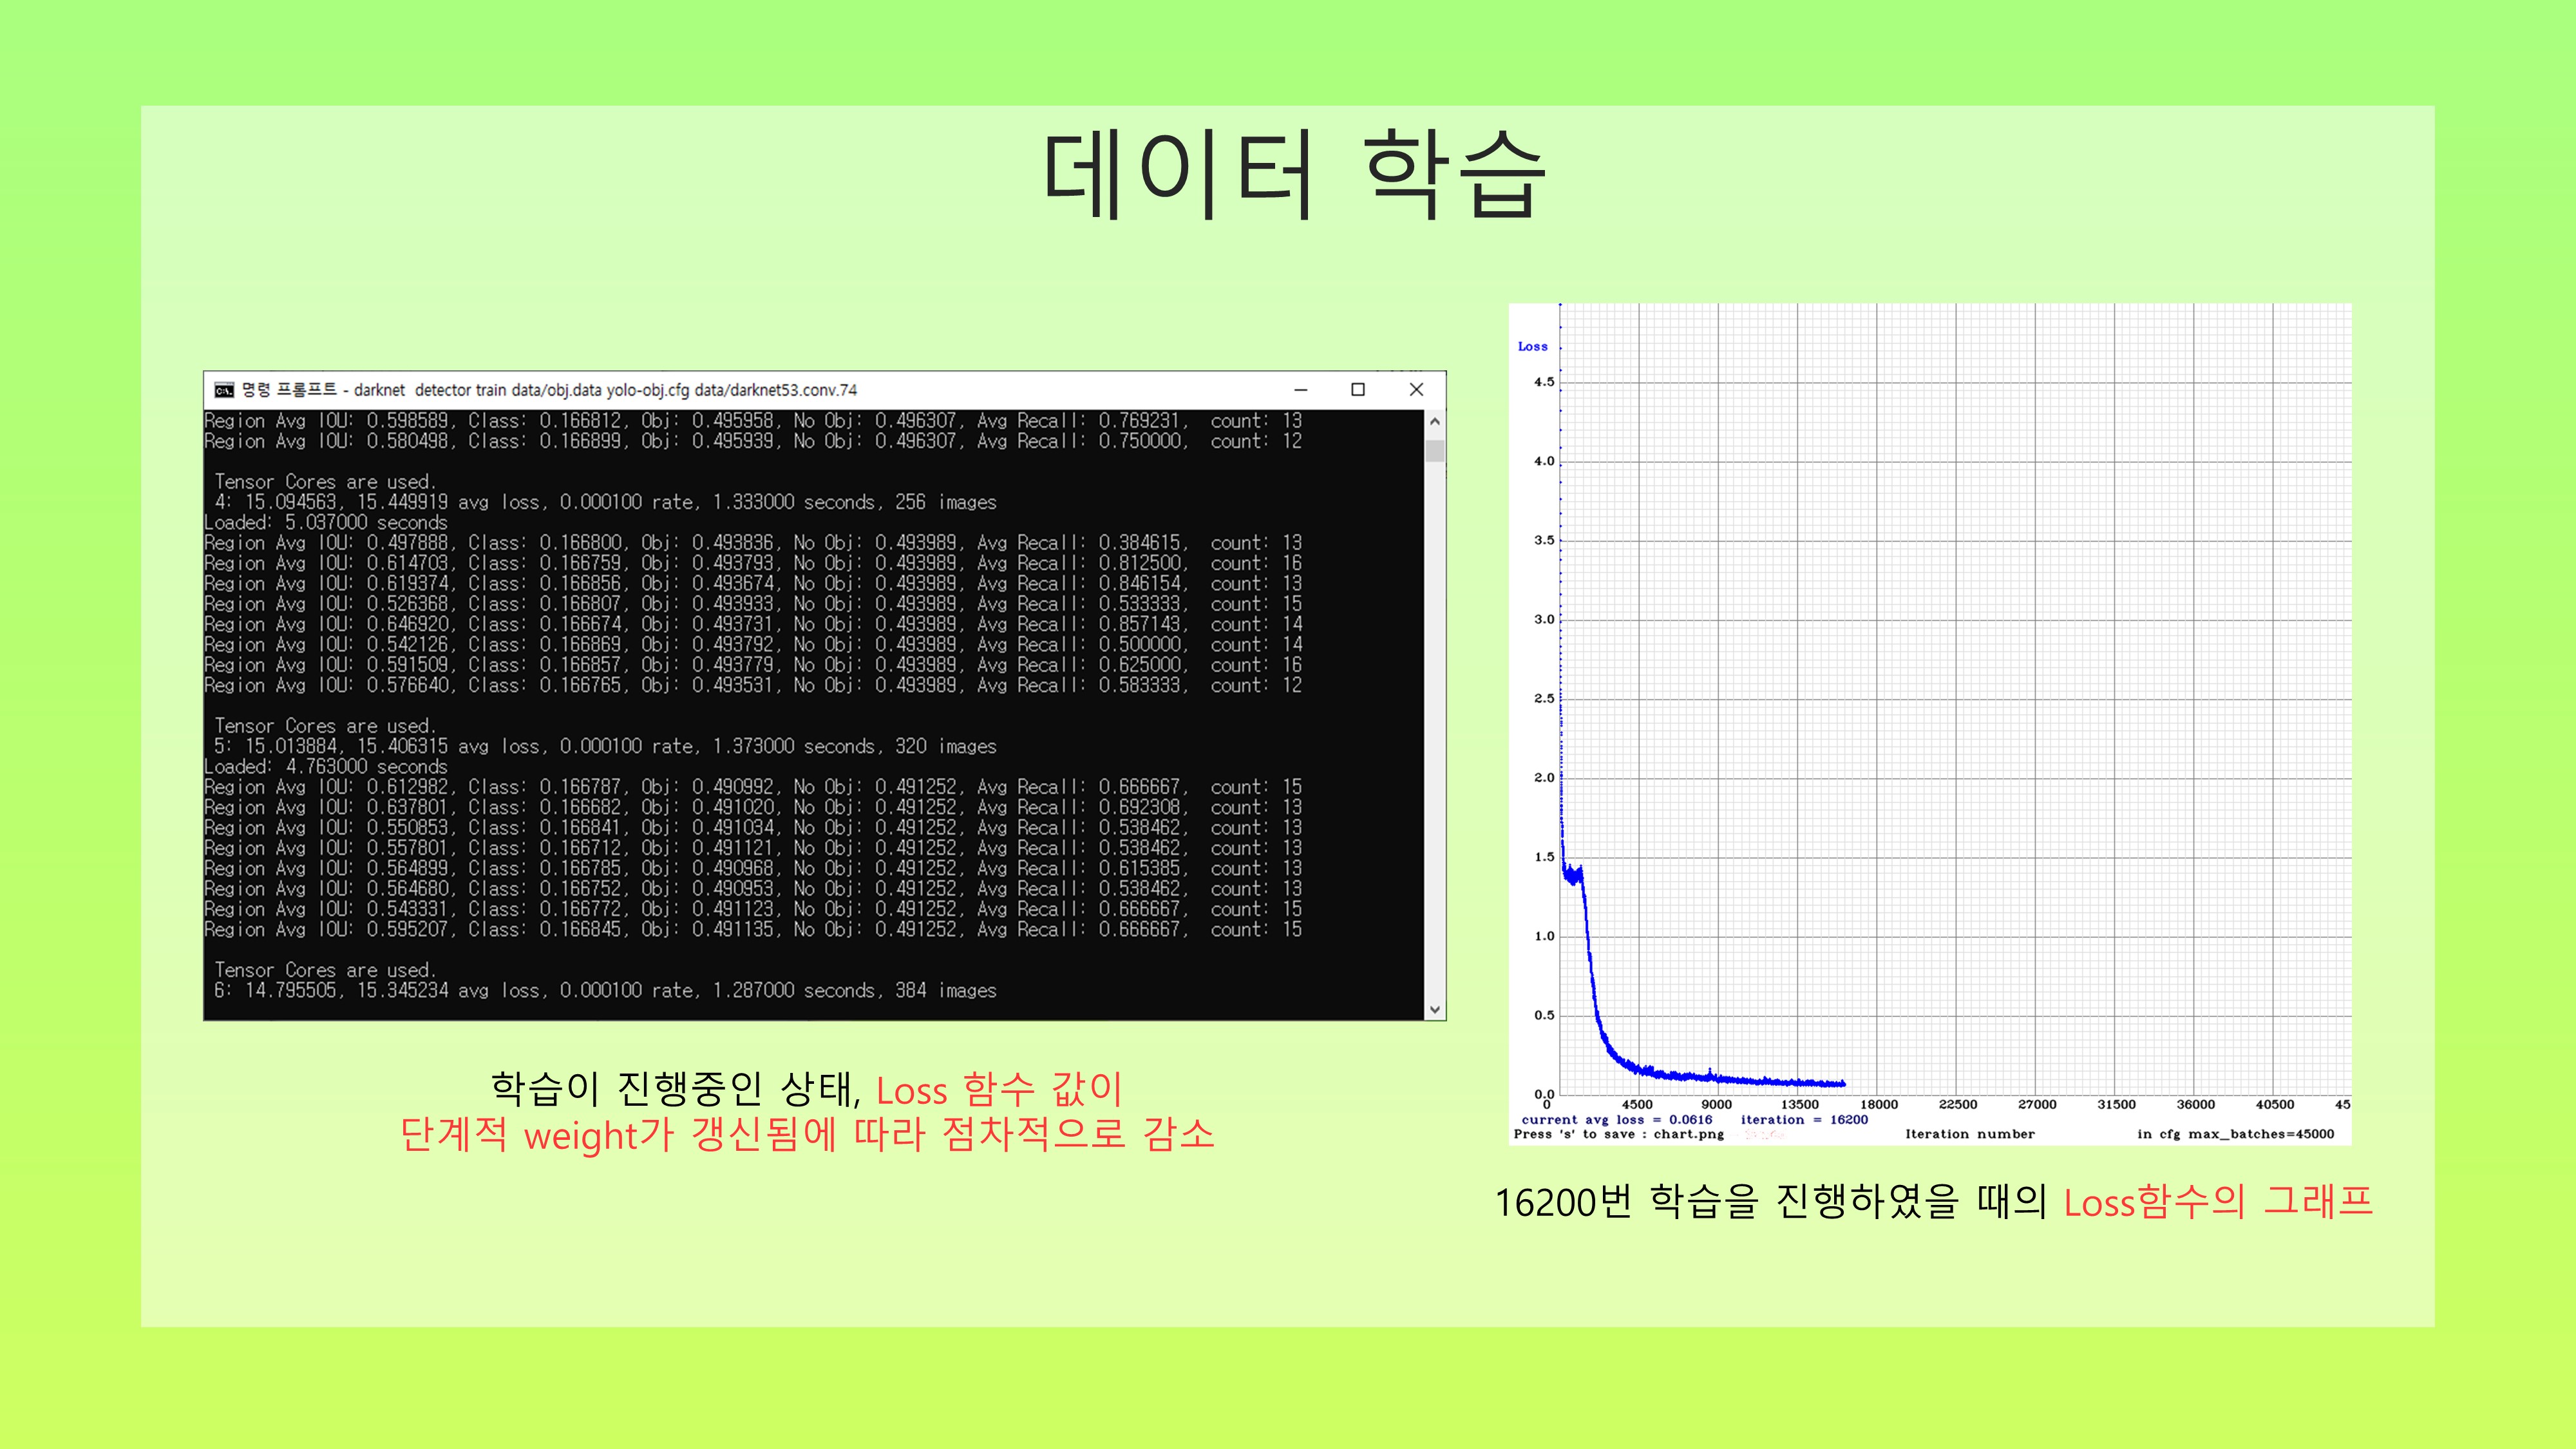 데이터 학습
명령 프롬프트 - darknet  detector train data/obj.data yolo-obj.cfg data/darknet53.conv.74
Region Avg IOU: 0.598589, Class: 0.166812, Obj: 0.495958, No Obj: 0.496307, Avg Recall: 0.769231,  count: 13
Region Avg IOU: 0.580498, Class: 0.166899, Obj: 0.495939, No Obj: 0.496307, Avg Recall: 0.750000,  count: 12
Tensor Cores are used.
4: 15.094563, 15.449919 avg loss, 0.000100 rate, 1.333000 seconds, 256 images
Loaded: 5.037000 seconds
Region Avg IOU: 0.497888, Class: 0.166800, Obj: 0.493836, No Obj: 0.493989, Avg Recall: 0.384615,  count: 13
Region Avg IOU: 0.614703, Class: 0.166759, Obj: 0.493793, No Obj: 0.493989, Avg Recall: 0.812500,  count: 16
Region Avg IOU: 0.619374, Class: 0.166856, Obj: 0.493674, No Obj: 0.493989, Avg Recall: 0.846154,  count: 13
Region Avg IOU: 0.526368, Class: 0.166807, Obj: 0.493933, No Obj: 0.493989, Avg Recall: 0.533333,  count: 15
Region Avg IOU: 0.646920, Class: 0.166674, Obj: 0.493731, No Obj: 0.493989, Avg Recall: 0.857143,  count: 14
Region Avg IOU: 0.542126, Class: 0.166869, Obj: 0.493792, No Obj: 0.493989, Avg Recall: 0.500000,  count: 14
Region Avg IOU: 0.591509, Class: 0.166857, Obj: 0.493779, No Obj: 0.493989, Avg Recall: 0.625000,  count: 16
Region Avg IOU: 0.576640, Class: 0.166765, Obj: 0.493531, No Obj: 0.493989, Avg Recall: 0.583333,  count: 12
Tensor Cores are used.
5: 15.013884, 15.406315 avg loss, 0.000100 rate, 1.373000 seconds, 320 images
Loaded: 4.763000 seconds
Region Avg IOU: 0.612982, Class: 0.166787, Obj: 0.490992, No Obj: 0.491252, Avg Recall: 0.666667,  count: 15
Region Avg IOU: 0.637801, Class: 0.166682, Obj: 0.491020, No Obj: 0.491252, Avg Recall: 0.692308,  count: 13
Region Avg IOU: 0.550853, Class: 0.166841, Obj: 0.491034, No Obj: 0.491252, Avg Recall: 0.538462,  count: 13
Region Avg IOU: 0.557801, Class: 0.166712, Obj: 0.491121, No Obj: 0.491252, Avg Recall: 0.538462,  count: 13
Region Avg IOU: 0.564899, Class: 0.166785, Obj: 0.490968, No Obj: 0.491252, Avg Recall: 0.615385,  count: 13
Region Avg IOU: 0.564680, Class: 0.166752, Obj: 0.490953, No Obj: 0.491252, Avg Recall: 0.538462,  count: 13
Region Avg IOU: 0.543331, Class: 0.166772, Obj: 0.491123, No Obj: 0.491252, Avg Recall: 0.666667,  count: 15
Region Avg IOU: 0.595207, Class: 0.166845, Obj: 0.491135, No Obj: 0.491252, Avg Recall: 0.666667,  count: 15
Tensor Cores are used.
6: 14.795505, 15.345234 avg loss, 0.000100 rate, 1.287000 seconds, 384 images
학습이 진행중인 상태, Loss 함수 값이
단계적 weight가 갱신됨에 따라 점차적으로 감소
Loss
4.5
4.0
3.5
3.0
2.5
2.0
1.5
1.0
0.5
0.0
0 4500 9000 13500 18000 22500 27000 31500 36000 40500 45
current avg loss = 0.0616 iteration = 16200
Press 's' to save : chart.png Iteration number in cfg max_batches=45000
16200번 학습을 진행하였을 때의 Loss함수의 그래프